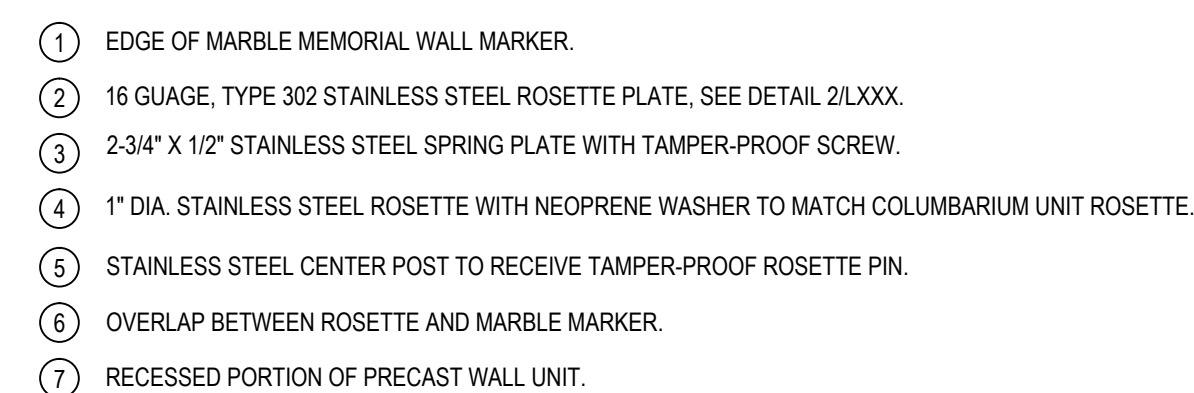 1 EDGE OF MARBLE MEMORIAL WALL MARKER.
2 16 GUAGE, TYPE 302 STAINLESS STEEL ROSETTE PLATE, SEE DETAIL 2/LXXX.
3 2-3/4" X 1/2" STAINLESS STEEL SPRING PLATE WITH TAMPER-PROOF SCREW.
4 1" DIA. STAINLESS STEEL ROSETTE WITH NEOPRENE WASHER TO MATCH COLUMBARIUM UNIT ROSETTE.
5 STAINLESS STEEL CENTER POST TO RECEIVE TAMPER-PROOF ROSETTE PIN.
6 OVERLAP BETWEEN ROSETTE AND MARBLE MARKER.
7 RECESSED PORTION OF PRECAST WALL UNIT.